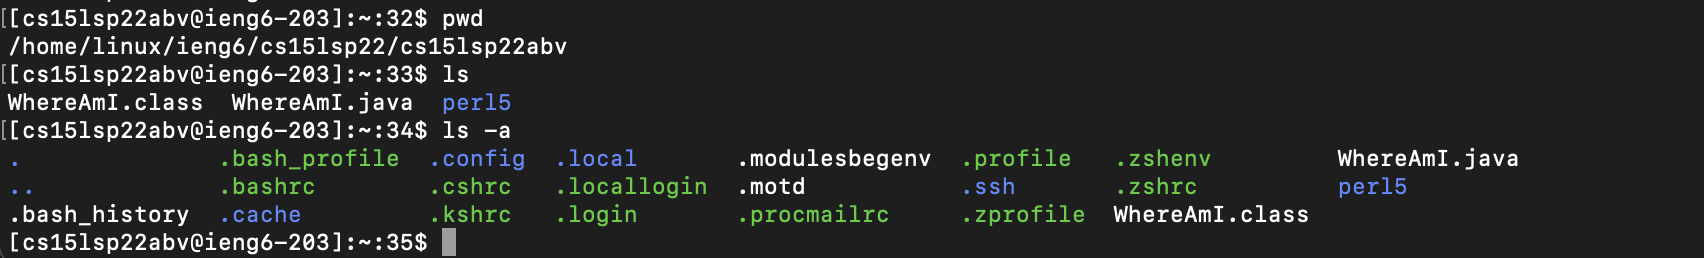 [[cs15lsp22abv@ieng6-203]:~:32$ pwd
/home/linux/ieng6/cs15lsp22/cs15lsp22abv
[[cs15lsp22abv@ieng6-203]:~:33$ ls
WhereAmI.class  WhereAmI.java  perl5
[[cs15lsp22abv@ieng6-203]:~:34$ ls -a
.              .bash_profile  .config  .local       .modulesbegenv  .profile   .zshenv         WhereAmI.java
..             .bashrc        .cshrc   .locallogin  .motd           .ssh       .zshrc          perl5
.bash_history  .cache         .kshrc   .login       .procmailrc     .zprofile  WhereAmI.class
[cs15lsp22abv@ieng6-203]:~:35$